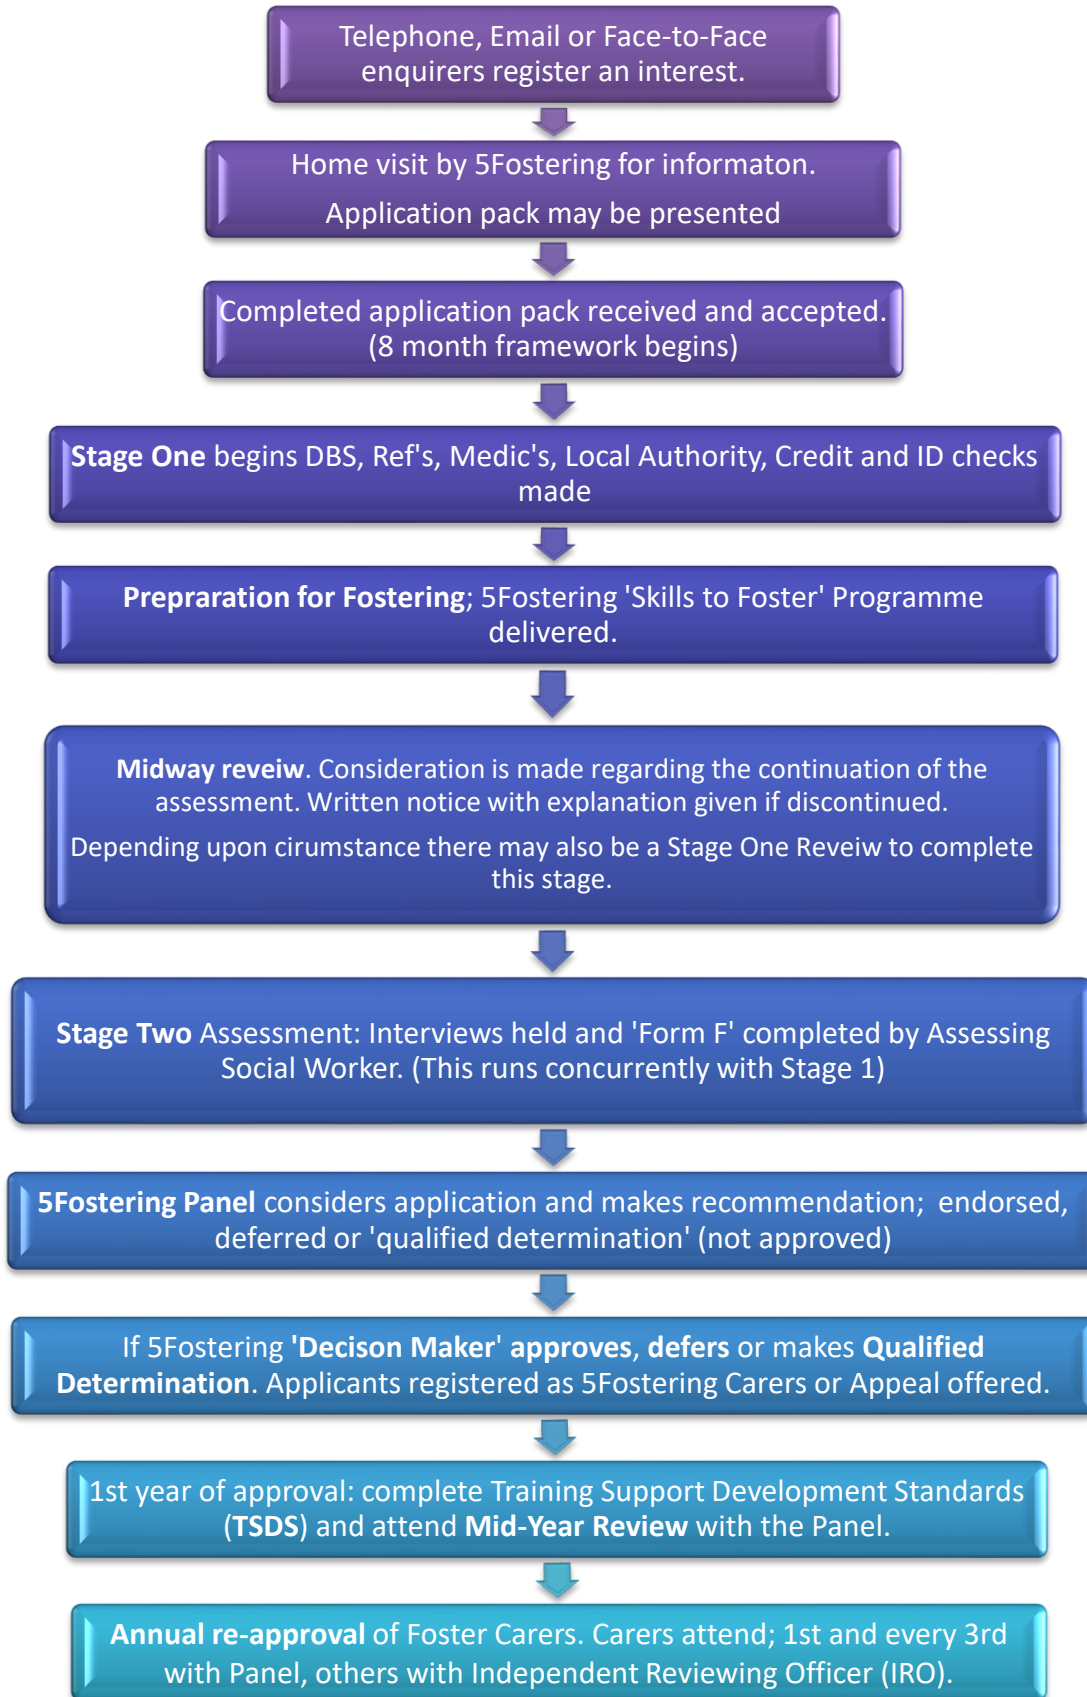 Telephone, Email or Face-to-Face
enquirers register an interest.
Home visit by 5Fostering for informaton.
Application pack may be presented
Completed application pack received and accepted.
(8 month framework begins)
Stage One begins DBS, Ref's, Medic's, Local Authority, Credit and ID checks
made
Prepraration for Fostering; 5Fostering 'Skills to Foster' Programme
delivered.
Midway reveiw. Consideration is made regarding the continuation of the
assessment. Written notice with explanation given if discontinued.
Depending upon cirumstance there may also be a Stage One Reveiw to complete
this stage.
Stage Two Assessment: Interviews held and 'Form F' completed by Assessing
Social Worker. (This runs concurrently with Stage 1)
5Fostering Panel considers application and makes recommendation;  endorsed,
deferred or 'qualified determination' (not approved)
If 5Fostering 'Decison Maker' approves, defers or makes Qualified
Determination. Applicants registered as 5Fostering Carers or Appeal offered.
1st year of approval: complete Training Support Development Standards
(TSDS) and attend Mid-Year Review with the Panel.
Annual re-approval of Foster Carers. Carers attend; 1st and every 3rd
with Panel, others with Independent Reviewing Officer (IRO).